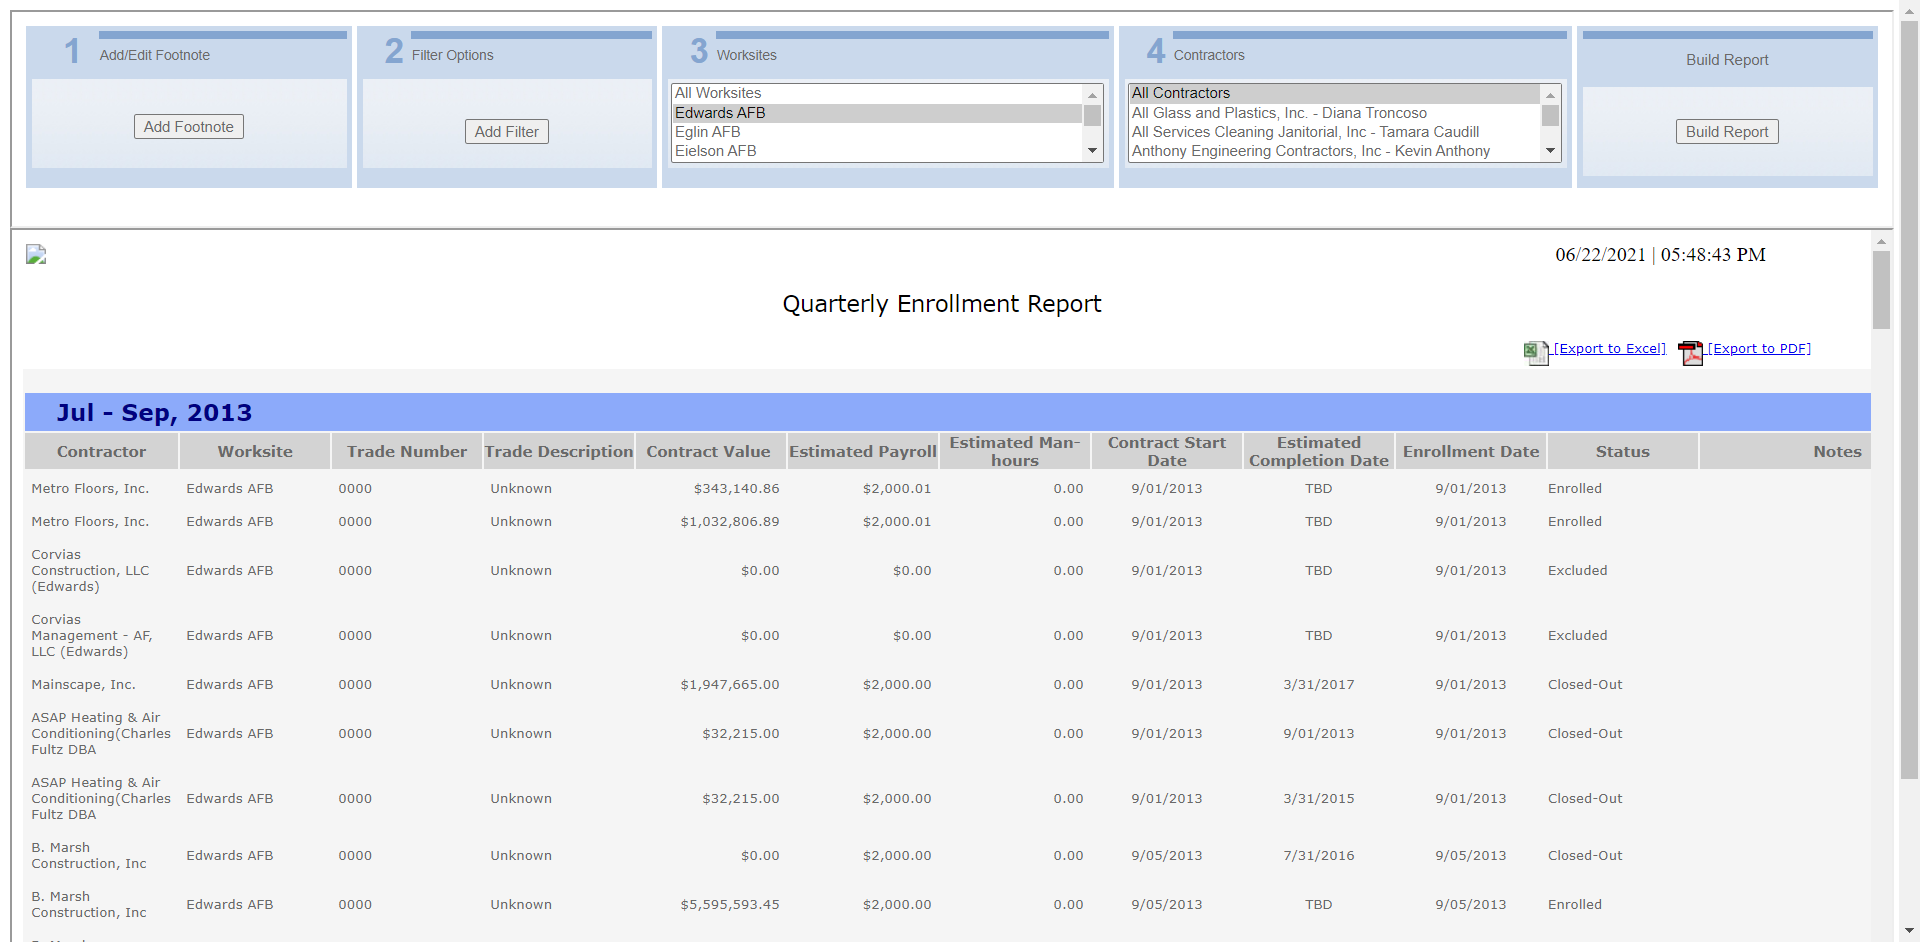 1 Add/Edit Footnote
Add Footnote
2 Filter Options
Add Filter
3 Worksites
All Worksites
Edwards AFB
Eglin AFB
Eielson AFB
4 Contractors
All Contractors
All Glass and Plastics, Inc. - Diana Troncoso
All Services Cleaning Janitorial, Inc - Tamara Caudill
Anthony Engineering Contractors, Inc - Kevin Anthony
Build Report
Build Report
06/22/2021 | 05:48:43 PM
Quarterly Enrollment Report
[Export to Excel] [Export to PDF]
Jul - Sep, 2013
Contractor Worksite Trade Number Trade Description Contract Value Estimated Payroll Estimated Man-hours Contract Start Date Estimated Completion Date Enrollment Date Status Notes
Metro Floors, Inc. Edwards AFB 0000 Unknown $343,140.86 $2,000.01 0.00 9/01/2013 TBD 9/01/2013 Enrolled
Metro Floors, Inc. Edwards AFB 0000 Unknown $1,032,806.89 $2,000.01 0.00 9/01/2013 TBD 9/01/2013 Enrolled
Corvias
Construction, LLC Edwards AFB 0000 Unknown $0.00 $0.00 0.00 9/01/2013 TBD 9/01/2013 Excluded
(Edwards)
Corvias
Management - AF, Edwards AFB 0000 Unknown $0.00 $0.00 0.00 9/01/2013 TBD 9/01/2013 Excluded
LLC (Edwards)
Mainscape, Inc. Edwards AFB 0000 Unknown $1,947,665.00 $2,000.00 0.00 9/01/2013 3/31/2017 9/01/2013 Closed-Out
ASAP Heating & Air
Conditioning(Charles Edwards AFB 0000 Unknown $32,215.00 $2,000.00 0.00 9/01/2013 9/01/2013 9/01/2013 Closed-Out
Fultz DBA
ASAP Heating & Air
Conditioning(Charles Edwards AFB 0000 Unknown $32,215.00 $2,000.00 0.00 9/01/2013 3/31/2015 9/01/2013 Closed-Out
Fultz DBA
B. Marsh
Construction, Inc Edwards AFB 0000 Unknown $0.00 $2,000.00 0.00 9/05/2013 7/31/2016 9/05/2013 Closed-Out
B. Marsh
Construction, Inc Edwards AFB 0000 Unknown $5,595,593.45 $2,000.00 0.00 9/05/2013 TBD 9/05/2013 Enrolled